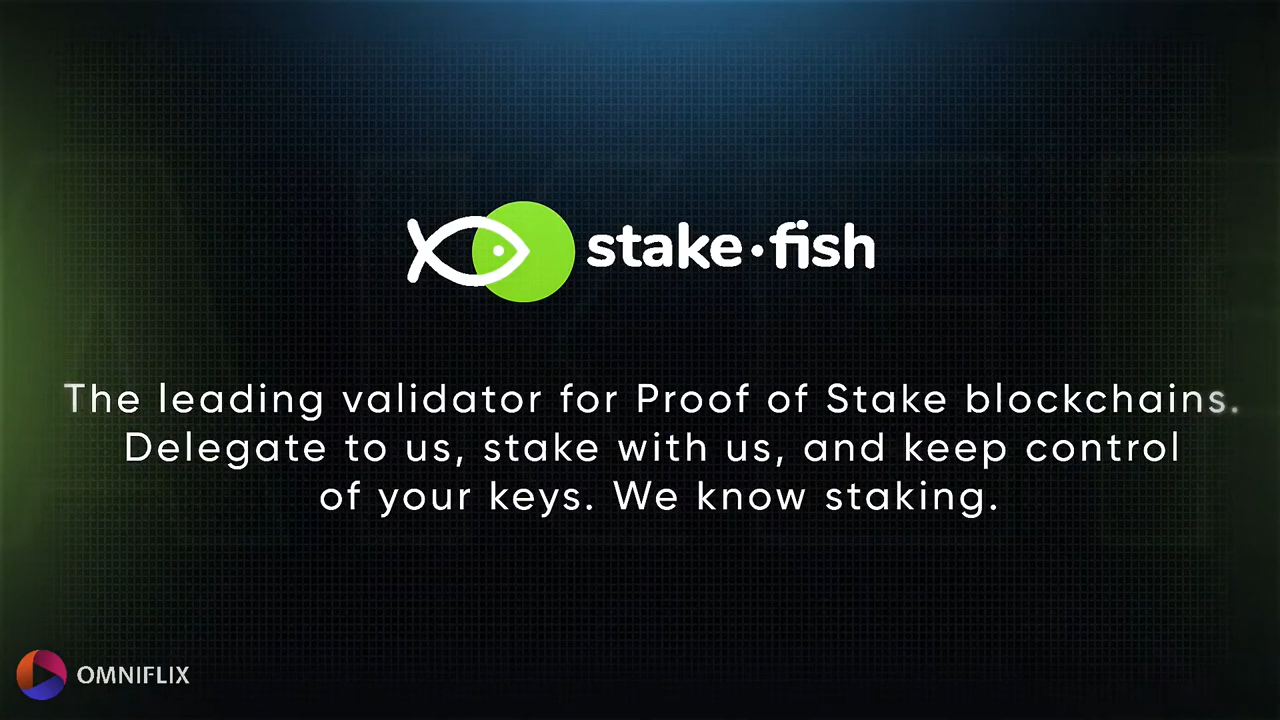 stake•fish
The leading validator for Proof of Stake blockchains.
Delegate to us, stake with us, and keep control
of your keys. We know staking.
OMNIFLIX